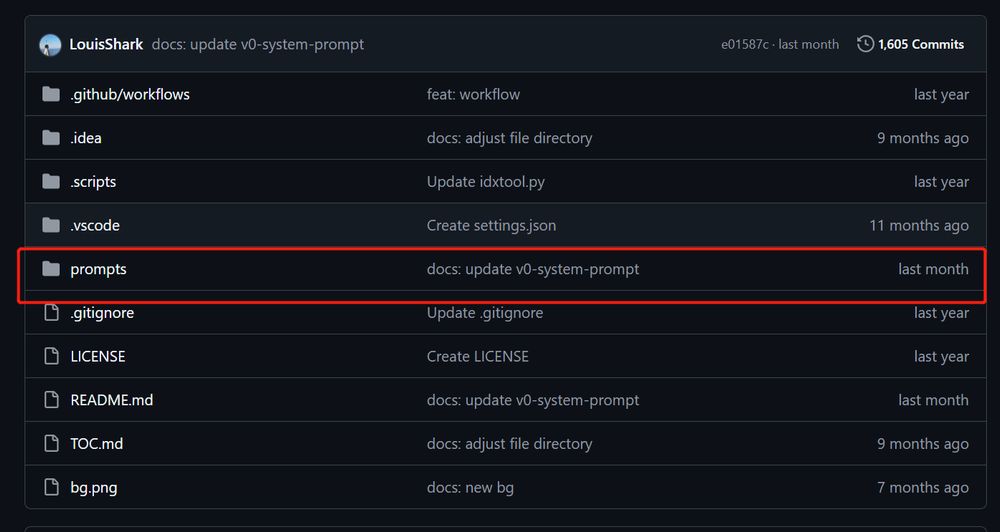 LouisShark docs: update v0-system-prompt e01587c · last month 1,605 Commits
.github/workflows feat: workflow last year
.idea docs: adjust file directory 9 months ago
.scripts Update idxtool.py last year
.vscode Create settings.json 11 months ago
prompts docs: update v0-system-prompt last month
.gitignore Update .gitignore last year
LICENSE Create LICENSE last year
README.md docs: update v0-system-prompt last month
TOC.md docs: adjust file directory 9 months ago
bg.png docs: new bg 7 months ago